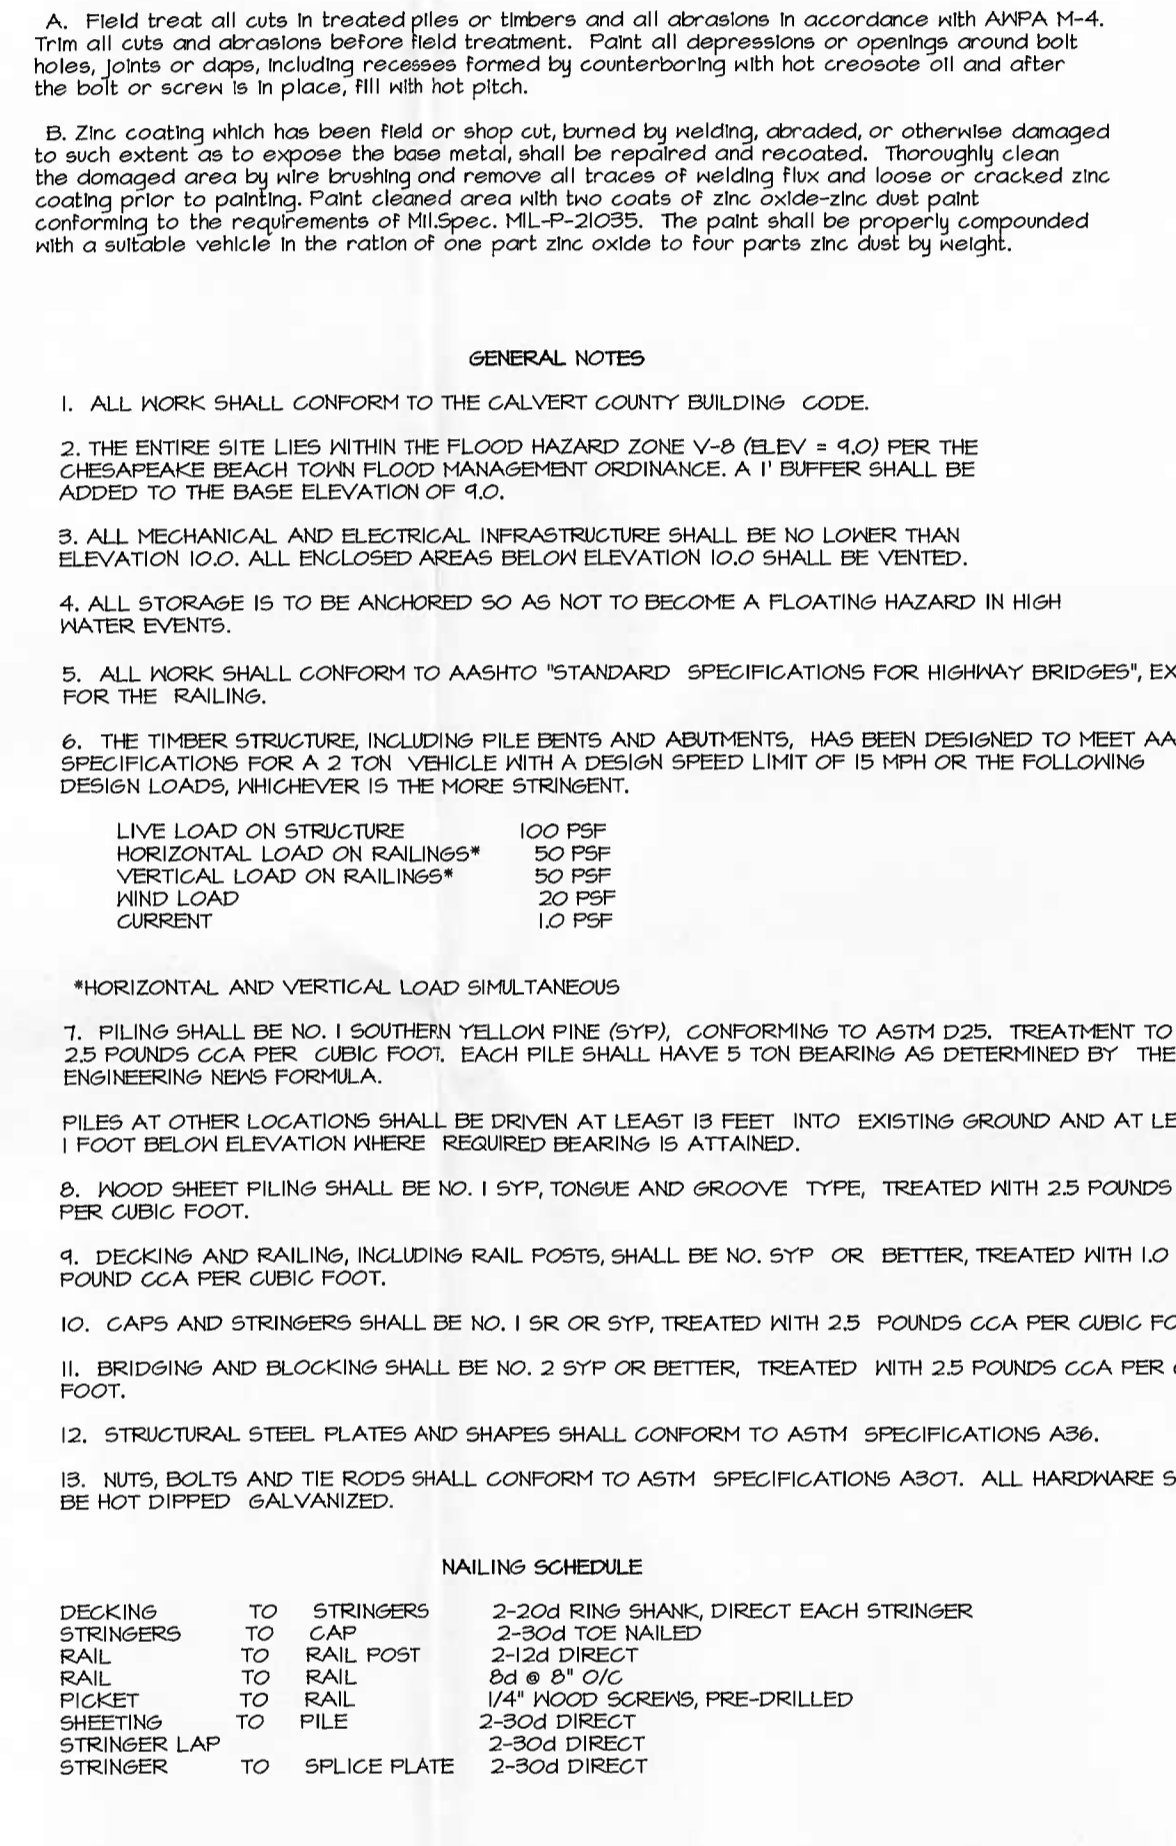 A. Field treat all cuts in treated piles or timbers and all abrasions in accordance with AWPA M-4.
Trim all cuts and abrasions before field treatment. Paint all depressions or openings around bolt
holes, joints or daps, including recesses formed by counterboring with hot creosote oil and after
the bolt or screw is in place, fill with hot pitch.
B. Zinc coating which has been field or shop cut, burned by welding, abraded, or otherwise damaged
to such extent as to expose the base metal, shall be repaired and recoated. Thoroughly clean
the domaged area by wire brushing ond remove all traces of welding flux and loose or cracked zinc
coating prior to painting. Paint cleaned area with two coats of zinc oxide-zinc dust paint
conforming to the requirements of Mil.Spec. MIL-P-21035. The paint shall be properly compounded
with a suitable vehicle in the ration of one part zinc oxide to four parts zinc dust by weight.
GENERAL NOTES
1. ALL WORK SHALL CONFORM TO THE CALVERT COUNTY BUILDING CODE.
2. THE ENTIRE SITE LIES WITHIN THE FLOOD HAZARD ZONE V-8 (ELEV = 9.0) PER THE
CHESAPEAKE BEACH TOWN FLOOD MANAGEMENT ORDINANCE. A 1' BUFFER SHALL BE
ADDED TO THE BASE ELEVATION OF 9.0.
3. ALL MECHANICAL AND ELECTRICAL INFRASTRUCTURE SHALL BE NO LOWER THAN
ELEVATION 10.0. ALL ENCLOSED AREAS BELOW ELEVATION 10.0 SHALL BE VENTED.
4. ALL STORAGE IS TO BE ANCHORED SO AS NOT TO BECOME A FLOATING HAZARD IN HIGH
WATER EVENTS.
5. ALL WORK SHALL CONFORM TO AASHTO "STANDARD SPECIFICATIONS FOR HIGHWAY BRIDGES", EX
FOR THE RAILING.
6. THE TIMBER STRUCTURE, INCLUDING PILE BENTS AND ABUTMENTS, HAS BEEN DESIGNED TO MEET AA
SPECIFICATIONS FOR A 2 TON VEHICLE WITH A DESIGN SPEED LIMIT OF 15 MPH OR THE FOLLOWING
DESIGN LOADS, WHICHEVER IS THE MORE STRINGENT.
LIVE LOAD ON STRUCTURE 100 PSF
HORIZONTAL LOAD ON RAILINGS* 50 PSF
VERTICAL LOAD ON RAILINGS* 50 PSF
WIND LOAD 20 PSF
CURRENT 1.0 PSF
*HORIZONTAL AND VERTICAL LOAD SIMULTANEOUS
7. PILING SHALL BE NO. 1 SOUTHERN YELLOW PINE (SYP), CONFORMING TO ASTM D25. TREATMENT TO
2.5 POUNDS CCA PER CUBIC FOOT. EACH PILE SHALL HAVE 5 TON BEARING AS DETERMINED BY THE
ENGINEERING NEWS FORMULA.
PILES AT OTHER LOCATIONS SHALL BE DRIVEN AT LEAST 13 FEET INTO EXISTING GROUND AND AT LE
1 FOOT BELOW ELEVATION WHERE REQUIRED BEARING IS ATTAINED.
8. WOOD SHEET PILING SHALL BE NO. 1 SYP, TONGUE AND GROOVE TYPE, TREATED WITH 2.5 POUNDS
PER CUBIC FOOT.
9. DECKING AND RAILING, INCLUDING RAIL POSTS, SHALL BE NO. SYP OR BETTER, TREATED WITH 1.0
POUND CCA PER CUBIC FOOT.
10. CAPS AND STRINGERS SHALL BE NO. 1 SR OR SYP, TREATED WITH 2.5 POUNDS CCA PER CUBIC FO
11. BRIDGING AND BLOCKING SHALL BE NO. 2 SYP OR BETTER, TREATED WITH 2.5 POUNDS CCA PER
FOOT.
12. STRUCTURAL STEEL PLATES AND SHAPES SHALL CONFORM TO ASTM SPECIFICATIONS A36.
13. NUTS, BOLTS AND TIE RODS SHALL CONFORM TO ASTM SPECIFICATIONS A307. ALL HARDWARE S
BE HOT DIPPED GALVANIZED.
NAILING SCHEDULE
DECKING TO STRINGERS 2-20d RING SHANK, DIRECT EACH STRINGER
STRINGERS TO CAP 2-30d TOE NAILED
RAIL TO RAIL POST 2-12d DIRECT
RAIL TO RAIL 8d @ 8" O/C
PICKET TO RAIL 1/4" WOOD SCREWS, PRE-DRILLED
SHEETING TO PILE 2-30d DIRECT
STRINGER LAP 2-30d DIRECT
STRINGER TO SPLICE PLATE 2-30d DIRECT